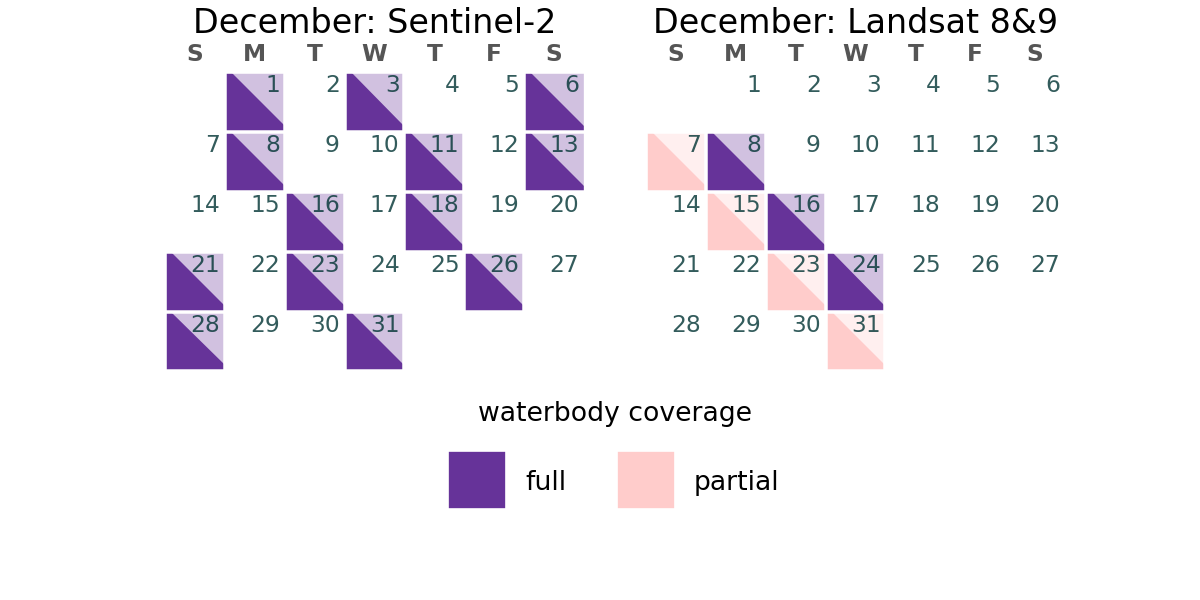 December: Sentinel-2
S M T W T F S
1 2 3 4 5 6
7 8 9 10 11 12 13
14 15 16 17 18 19 20
21 22 23 24 25 26 27
28 29 30 31
December: Landsat 8&9
S M T W T F S
1 2 3 4 5 6
7 8 9 10 11 12 13
14 15 16 17 18 19 20
21 22 23 24 25 26 27
28 29 30 31
waterbody coverage
full partial